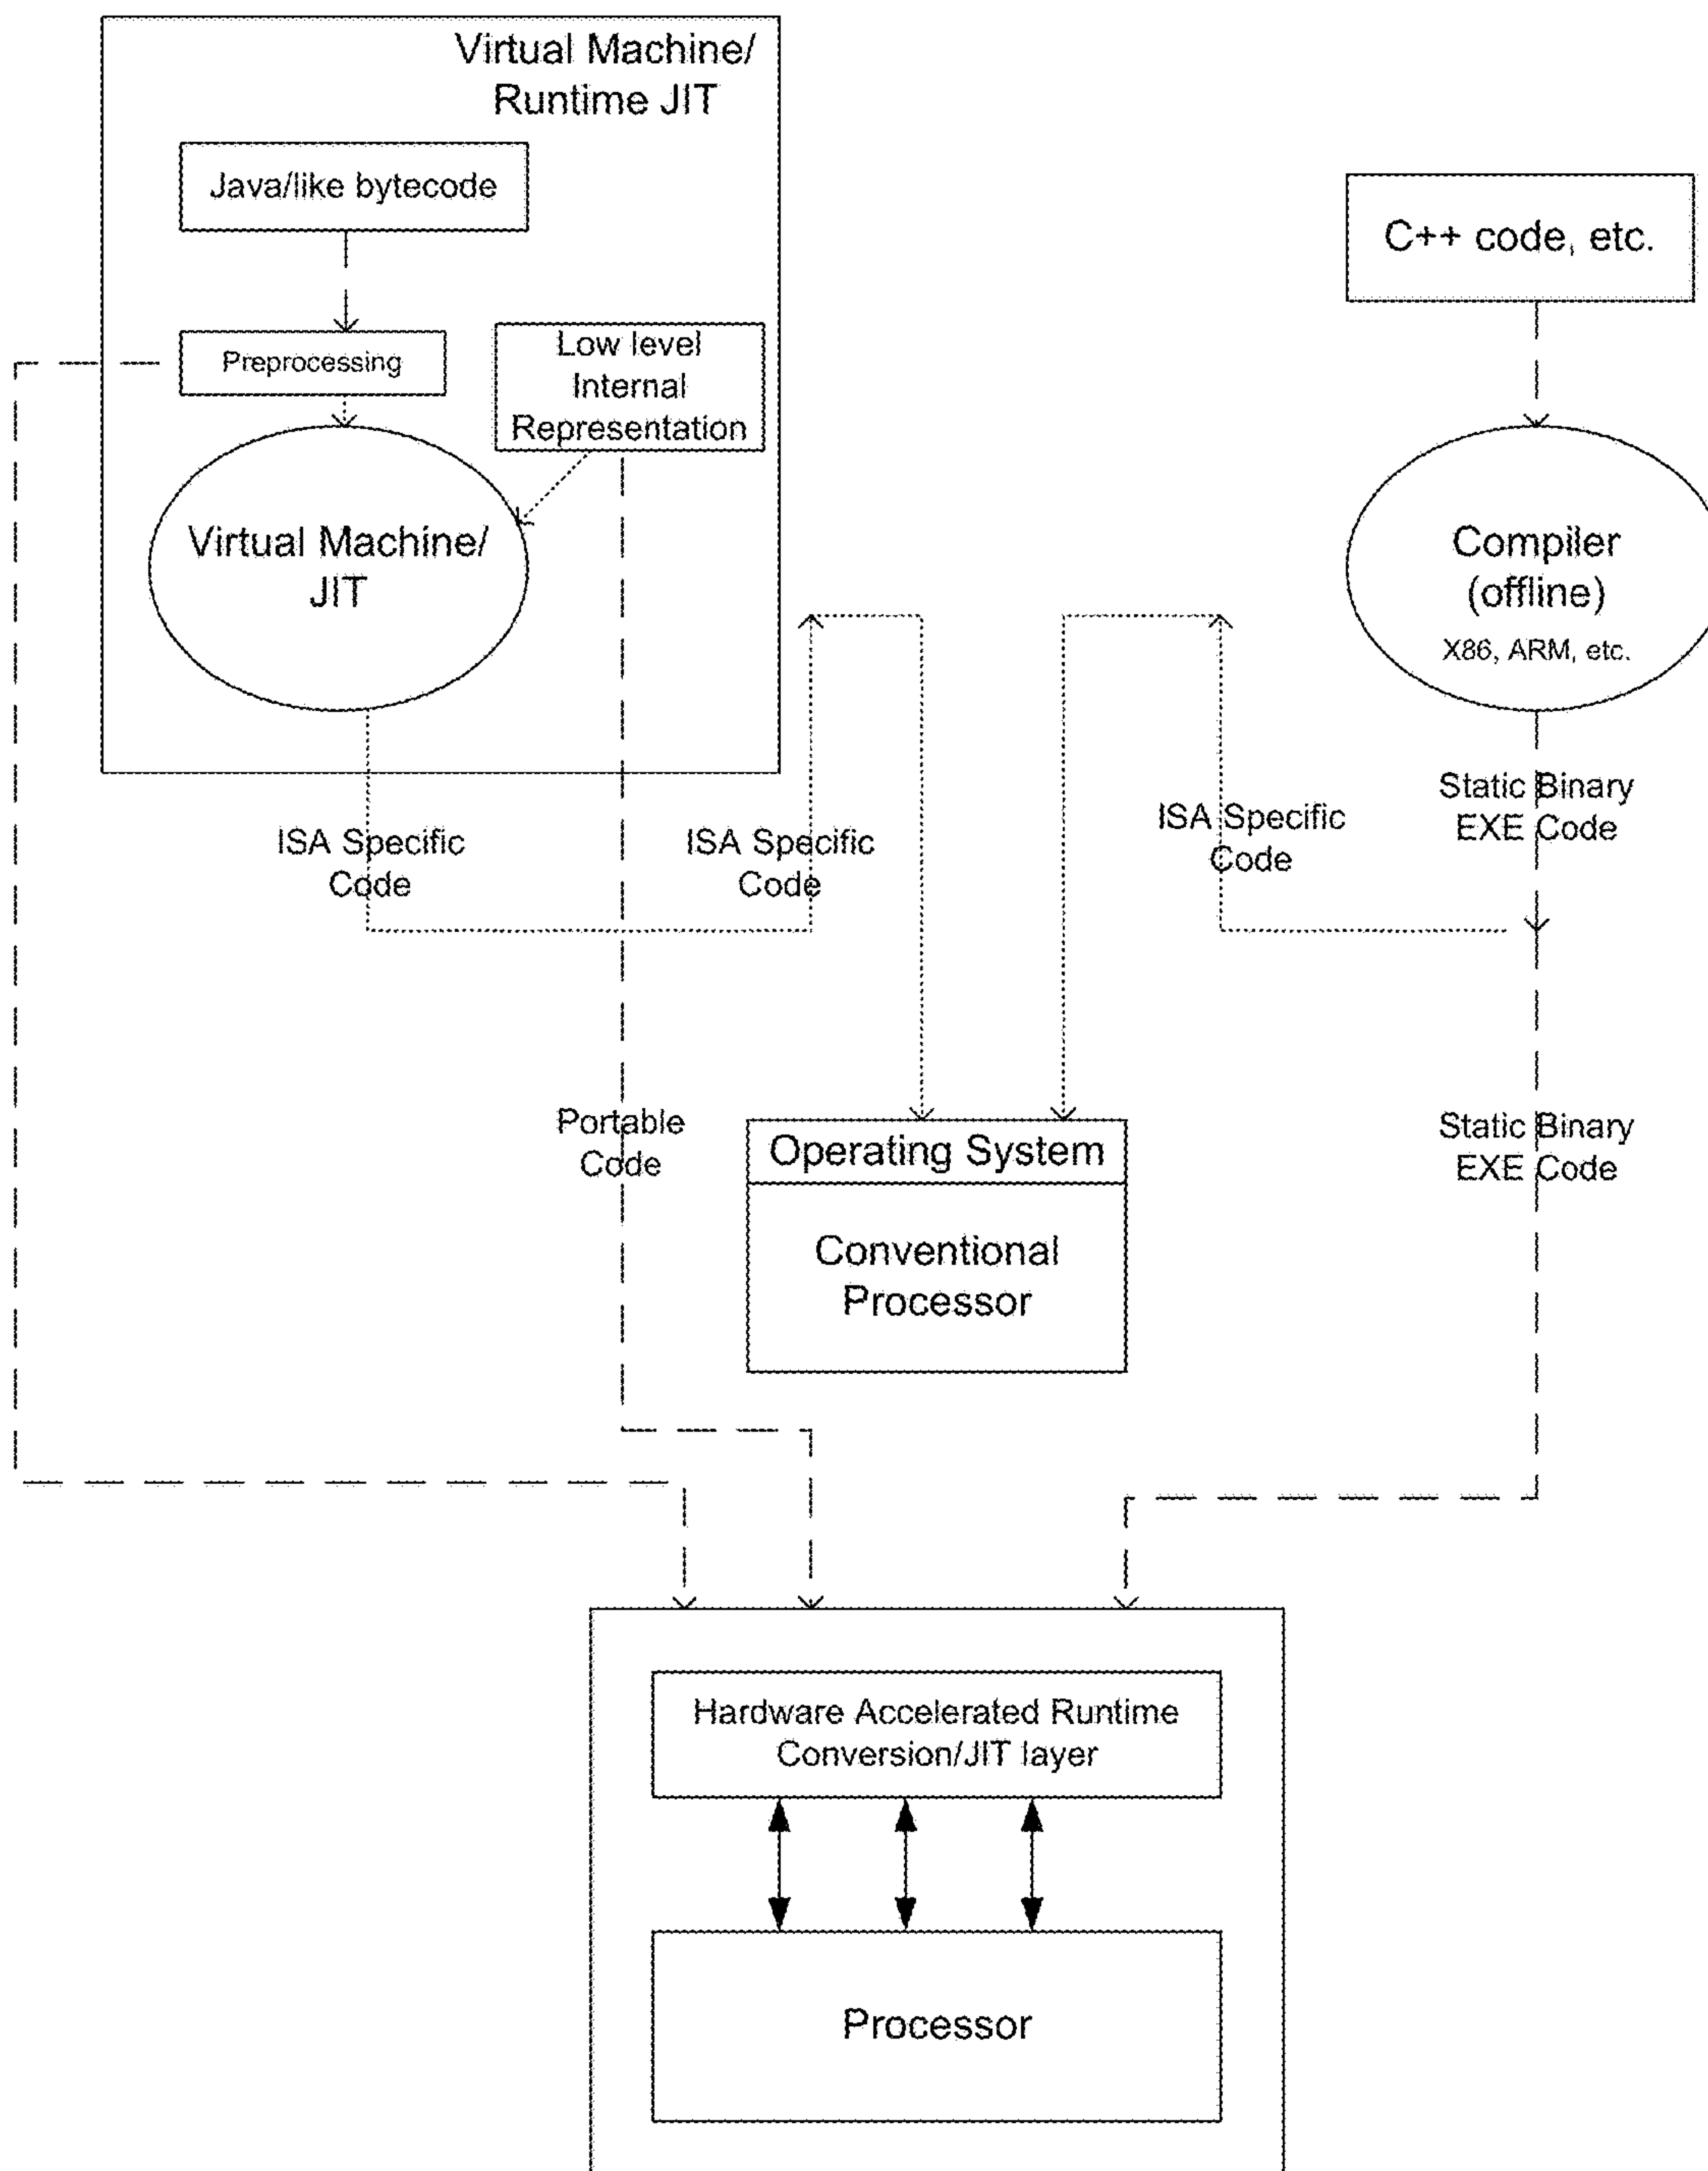 Virtual Machine/
Runtime JIT
Java/like bytecode
C++ code, etc.
Preprocessing
Low level
Internal
Representation
Virtual Machine/
JIT
Compiler
(offline)
X86, ARM, etc.
ISA Specific
Code
ISA Specific
Code
ISA Specific
Code
Static Binary
EXE Code
Portable
Code
Operating System
Conventional
Processor
Static Binary
EXE Code
Hardware Accelerated Runtime
Conversion/JIT layer
Processor